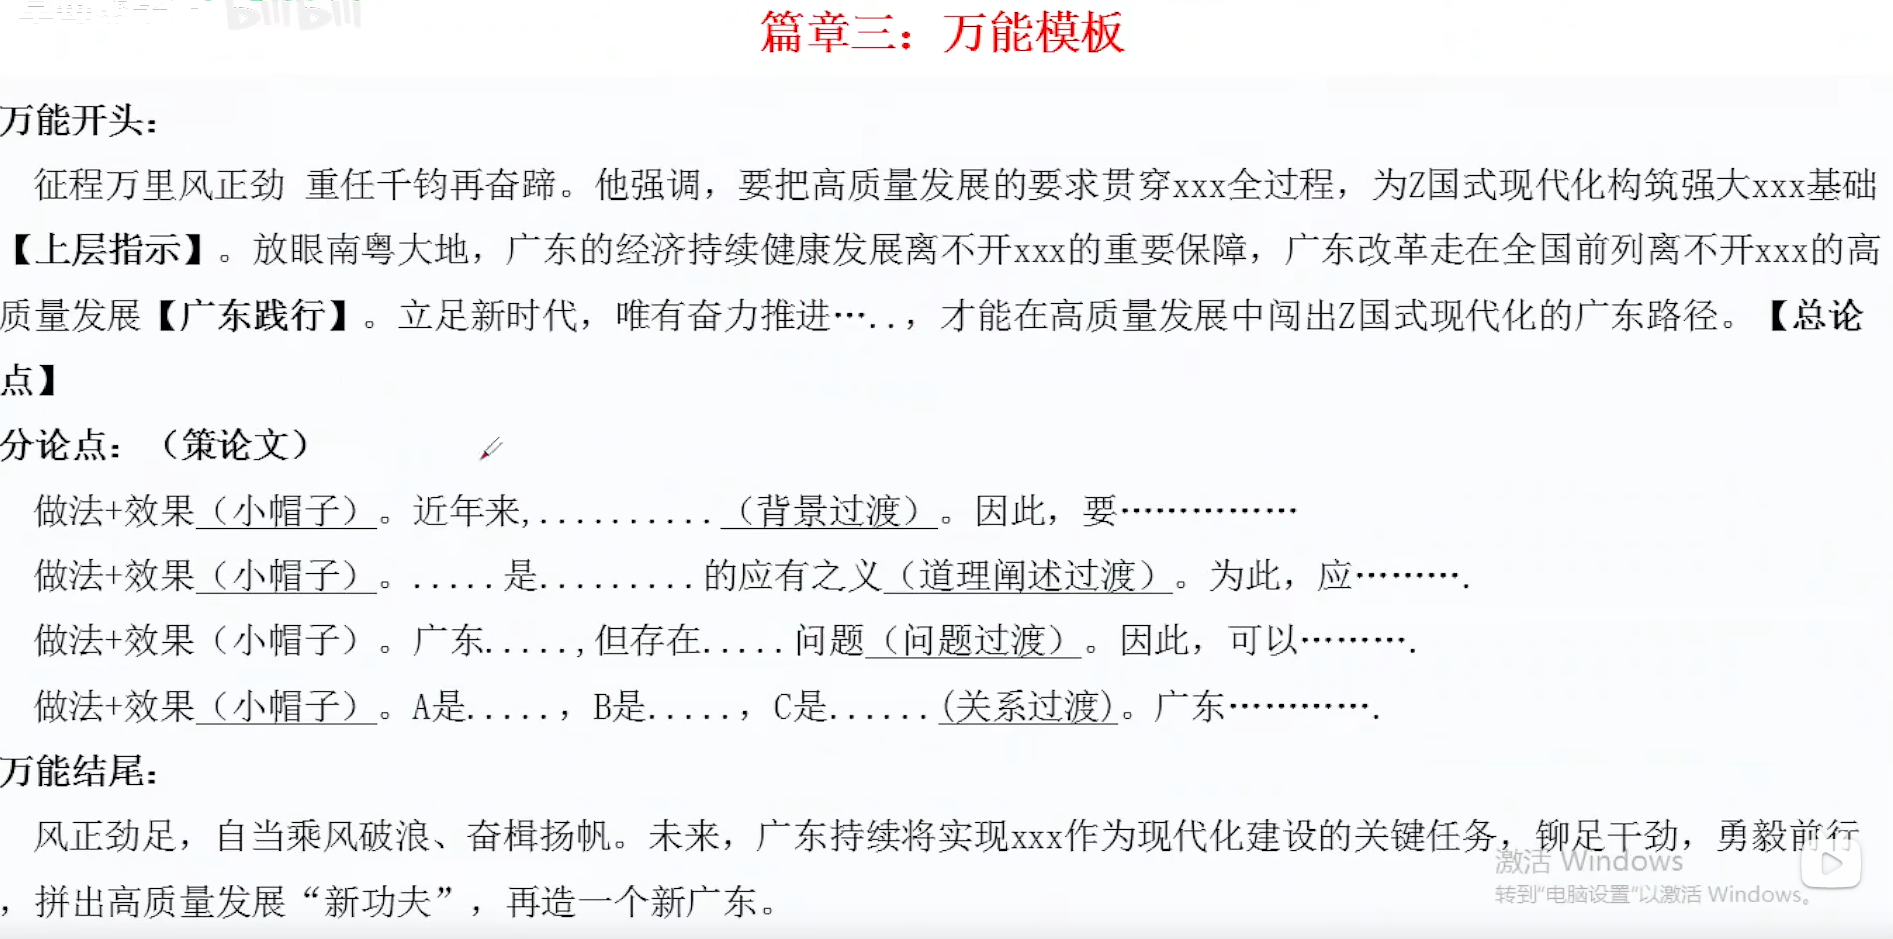 篇章三：万能模板
万能开头：
征程万里风正劲 重任千钧再奋蹄。他强调，要把高质量发展的要求贯穿xxx全过程，为Z国式现代化构筑强大xxx基础
【上层指示】。放眼南粤大地，广东的经济持续健康发展离不开xxx的重要保障，广东改革走在全国前列离不开xxx的高
质量发展【广东践行】。立足新时代，唯有奋力推进…..，才能在高质量发展中闯出Z国式现代化的广东路径。【总论
点】
分论点：（策论文）
做法+效果（小帽子）。近年来,..........（背景过渡）。因此，要……………
做法+效果（小帽子）。.....是.........的应有之义（道理阐述过渡）。为此，应……….
做法+效果（小帽子）。广东.....,但存在.....问题（问题过渡）。因此，可以……….
做法+效果（小帽子）。A是.....，B是.....，C是......(关系过渡)。广东………….
万能结尾：
风正劲足，自当乘风破浪、奋楫扬帆。未来，广东持续将实现xxx作为现代化建设的关键任务，铆足干劲，勇毅前行
，拼出高质量发展“新功夫”，再造一个新广东。
激活 Windows
转到“电脑设置”以激活 Windows。
bilibili